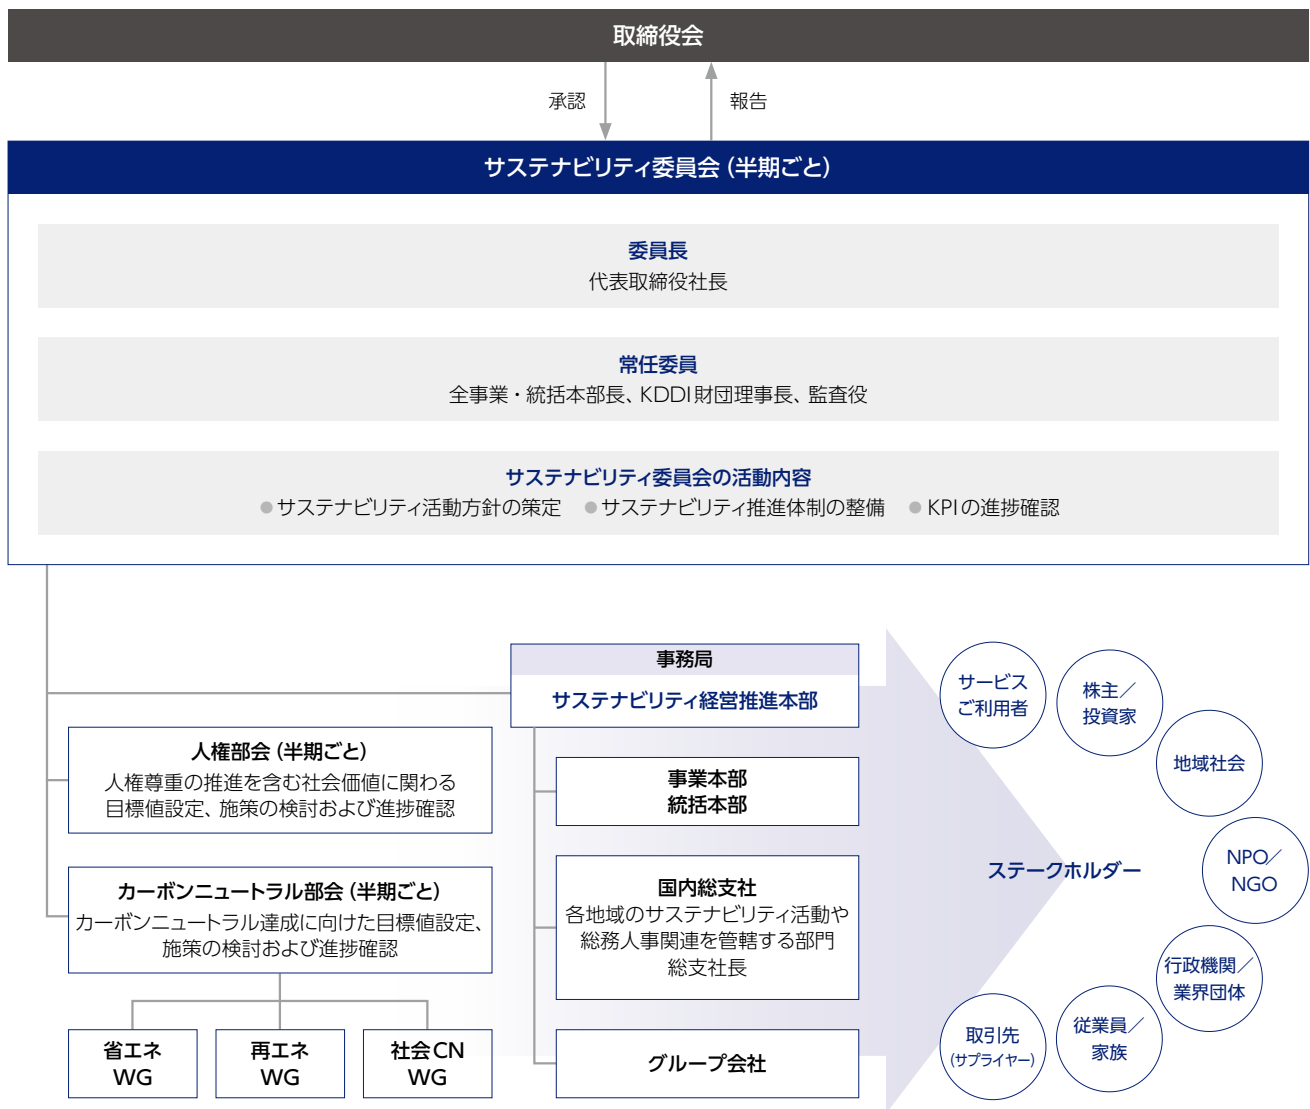 取締役会
承認
報告
サステナビリティ委員会（半期ごと）
委員長
代表取締役社長
常任委員
全事業・統括本部長、KDDI財団理事長、監査役
サステナビリティ委員会の活動内容
●サステナビリティ活動方針の策定 ●サステナビリティ推進体制の整備 ●KPIの進捗確認
事務局
サステナビリティ経営推進本部
人権部会（半期ごと）
人権尊重の推進を含む社会価値に関わる
目標値設定、施策の検討および進捗確認
カーボンニュートラル部会（半期ごと）
カーボンニュートラル達成に向けた目標値設定、
施策の検討および進捗確認
省エネ
WG
再エネ
WG
社会CN
WG
事業本部
統括本部
国内総支社
各地域のサステナビリティ活動や
総務人事関連を管轄する部門
総支社長
グループ会社
ステークホルダー
サービス
ご利用者
株主／
投資家
地域社会
NPO／
NGO
行政機関／
業界団体
従業員／
家族
取引先
（サプライヤー）